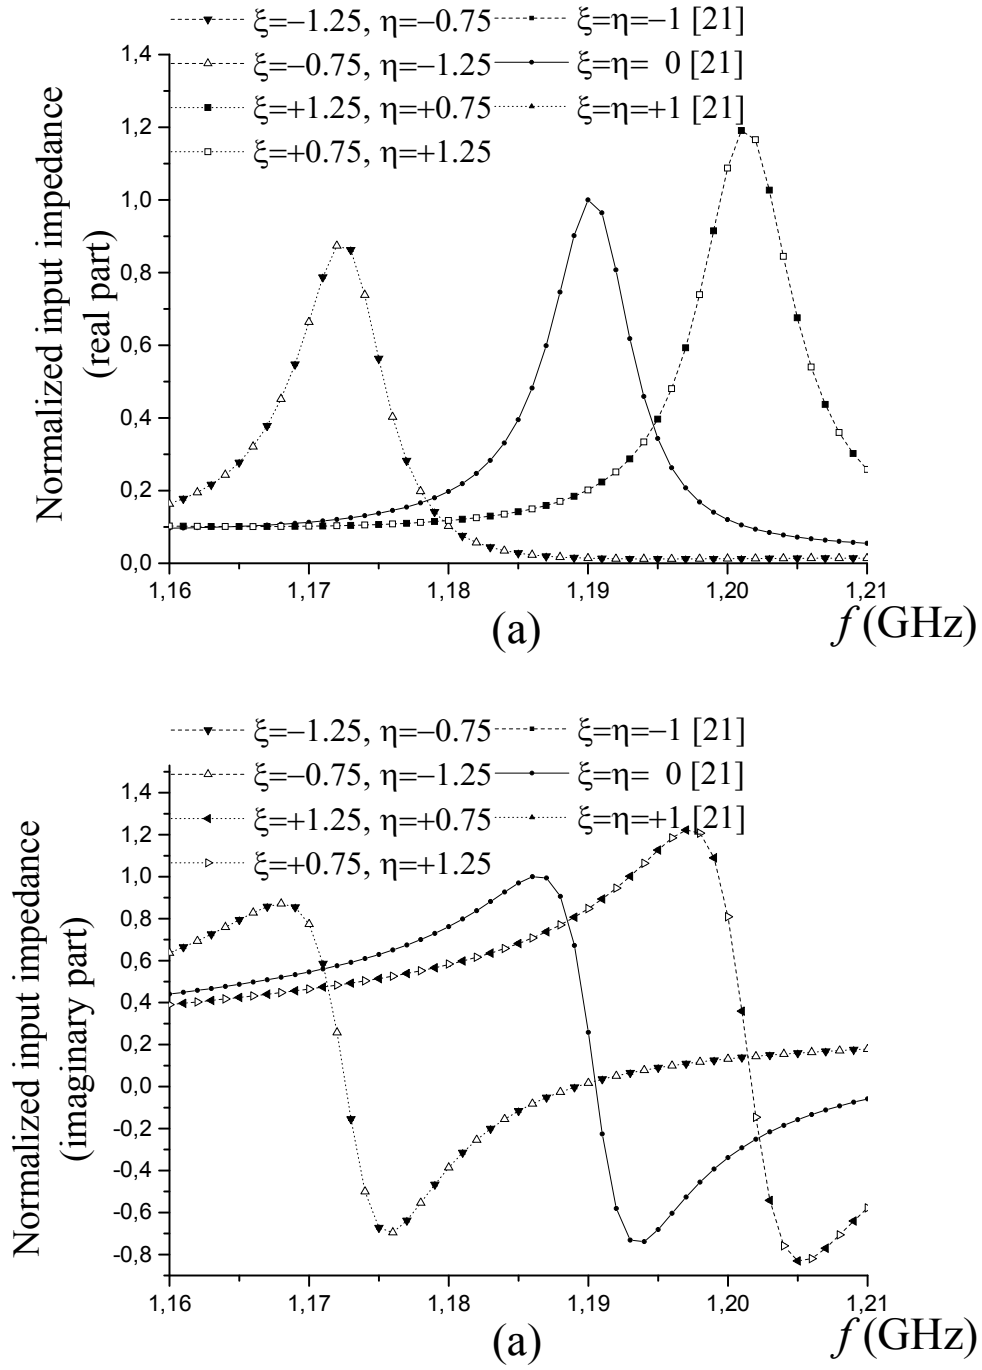 ξ=−1.25, η=−0.75 ξ=η=−1 [21]
ξ=−0.75, η=−1.25 ξ=η= 0 [21]
ξ=+1.25, η=+0.75 ξ=η=+1 [21]
ξ=+0.75, η=+1.25
Normalized input impedance
(real part)
1,4
1,2
1,0
0,8
0,6
0,4
0,2
0,0
1,16 1,17 1,18 1,19 1,20 1,21
(a) f (GHz)
ξ=−1.25, η=−0.75 ξ=η=−1 [21]
ξ=−0.75, η=−1.25 ξ=η= 0 [21]
ξ=+1.25, η=+0.75 ξ=η=+1 [21]
ξ=+0.75, η=+1.25
Normalized input impedance
(imaginary part)
1,4
1,2
1,0
0,8
0,6
0,4
0,2
0,0
-0,2
-0,4
-0,6
-0,8
1,16 1,17 1,18 1,19 1,20 1,21
(a) f (GHz)